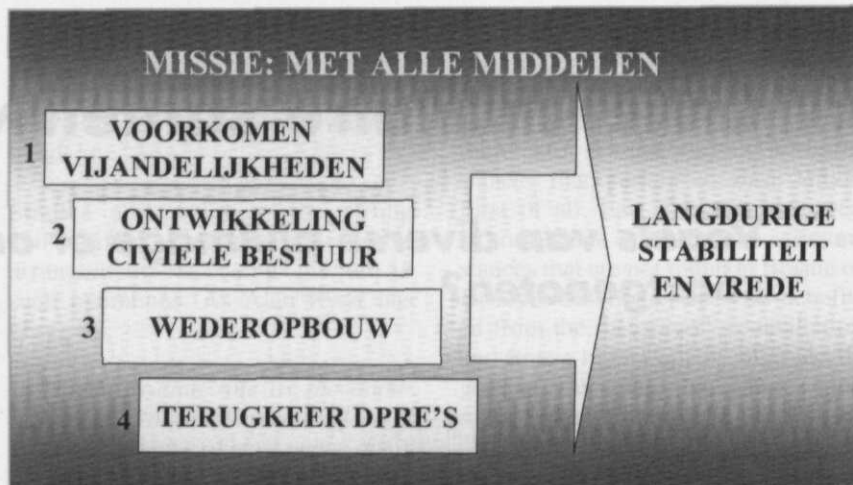 MISSIE: MET ALLE MIDDELEN
1 VOORKOMEN
VIJANDELIJKHEDEN
2 ONTWIKKELING
CIVIELE BESTUUR
3 WEDEROPBOUW
4 TERUGKEER DPRE'S
LANGDURIGE
STABILITEIT
EN VREDE